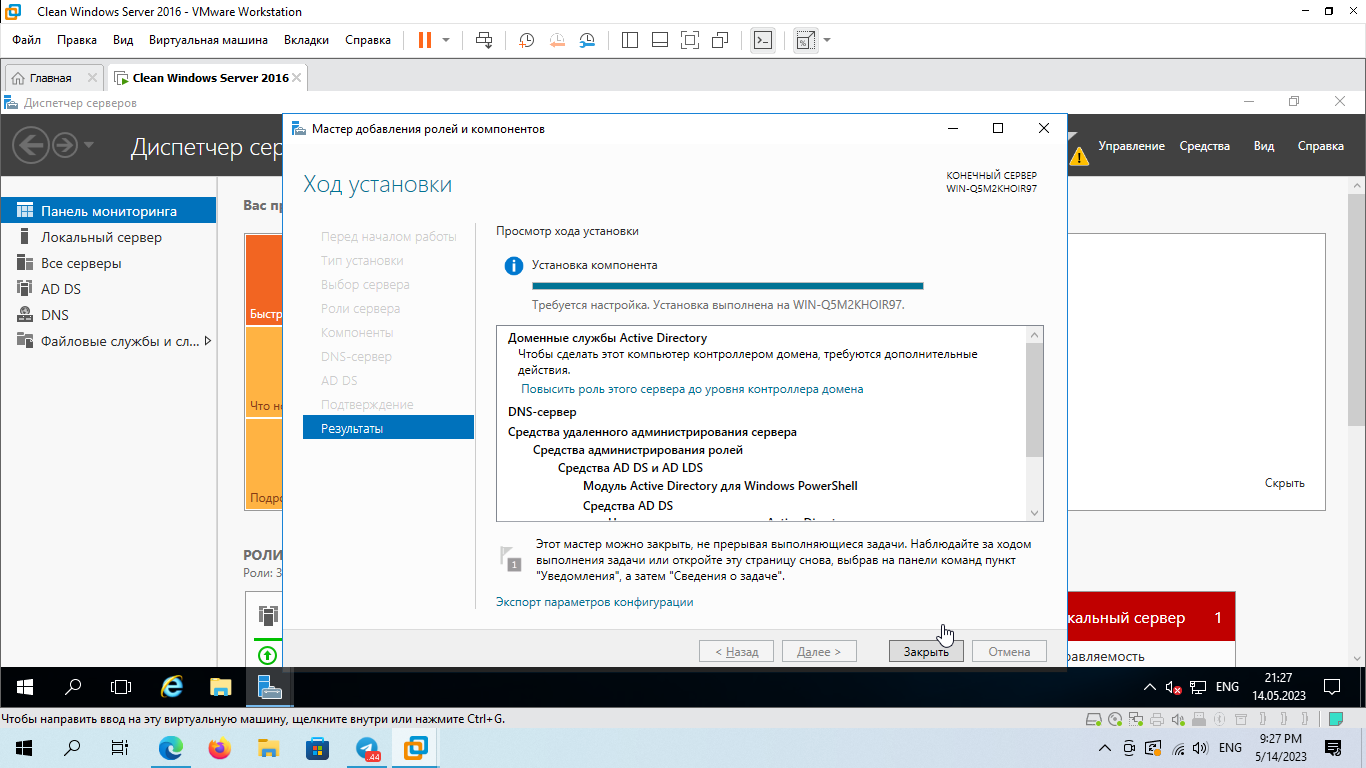 Clean Windows Server 2016 - VMware Workstation
Файл Правка Вид Виртуальная машина Вкладки Справка
Главная Clean Windows Server 2016
Диспетчер серверов
Диспетчер сер
Управление Средства Вид Справка
Мастер добавления ролей и компонентов
Ход установки
КОНЕЧНЫЙ СЕРВЕР
WIN-Q5M2KHOIR97
Панель мониторинга
Локальный сервер
Все серверы
AD DS
DNS
Файловые службы и сл...
Вас п
Быстр
Что н
Подро
РОЛИ
Роли: 3
Перед началом работы
Тип установки
Выбор сервера
Роли сервера
Компоненты
DNS-сервер
AD DS
Подтверждение
Результаты
Просмотр хода установки
Установка компонента
Требуется настройка. Установка выполнена на WIN-Q5M2KHOIR97.
Доменные службы Active Directory
Чтобы сделать этот компьютер контроллером домена, требуются дополнительные
действия.
Повысить роль этого сервера до уровня контроллера домена
DNS-сервер
Средства удаленного администрирования сервера
Средства администрирования ролей
Средства AD DS и AD LDS
Модуль Active Directory для Windows PowerShell
Средства AD DS
1
Этот мастер можно закрыть, не прерывая выполняющиеся задачи. Наблюдайте за ходом
выполнения задачи или откройте эту страницу снова, выбрав на панели команд пункт
"Уведомления", а затем "Сведения о задаче".
Экспорт параметров конфигурации
< Назад Далее > Закрыть Отмена
Скрыть
кальный сервер 1
равляемость
ENG
21:27
14.05.2023
Чтобы направить ввод на эту виртуальную машину, щелкните внутри или нажмите Ctrl+G.
.44
ENG
9:27 PM
5/14/2023